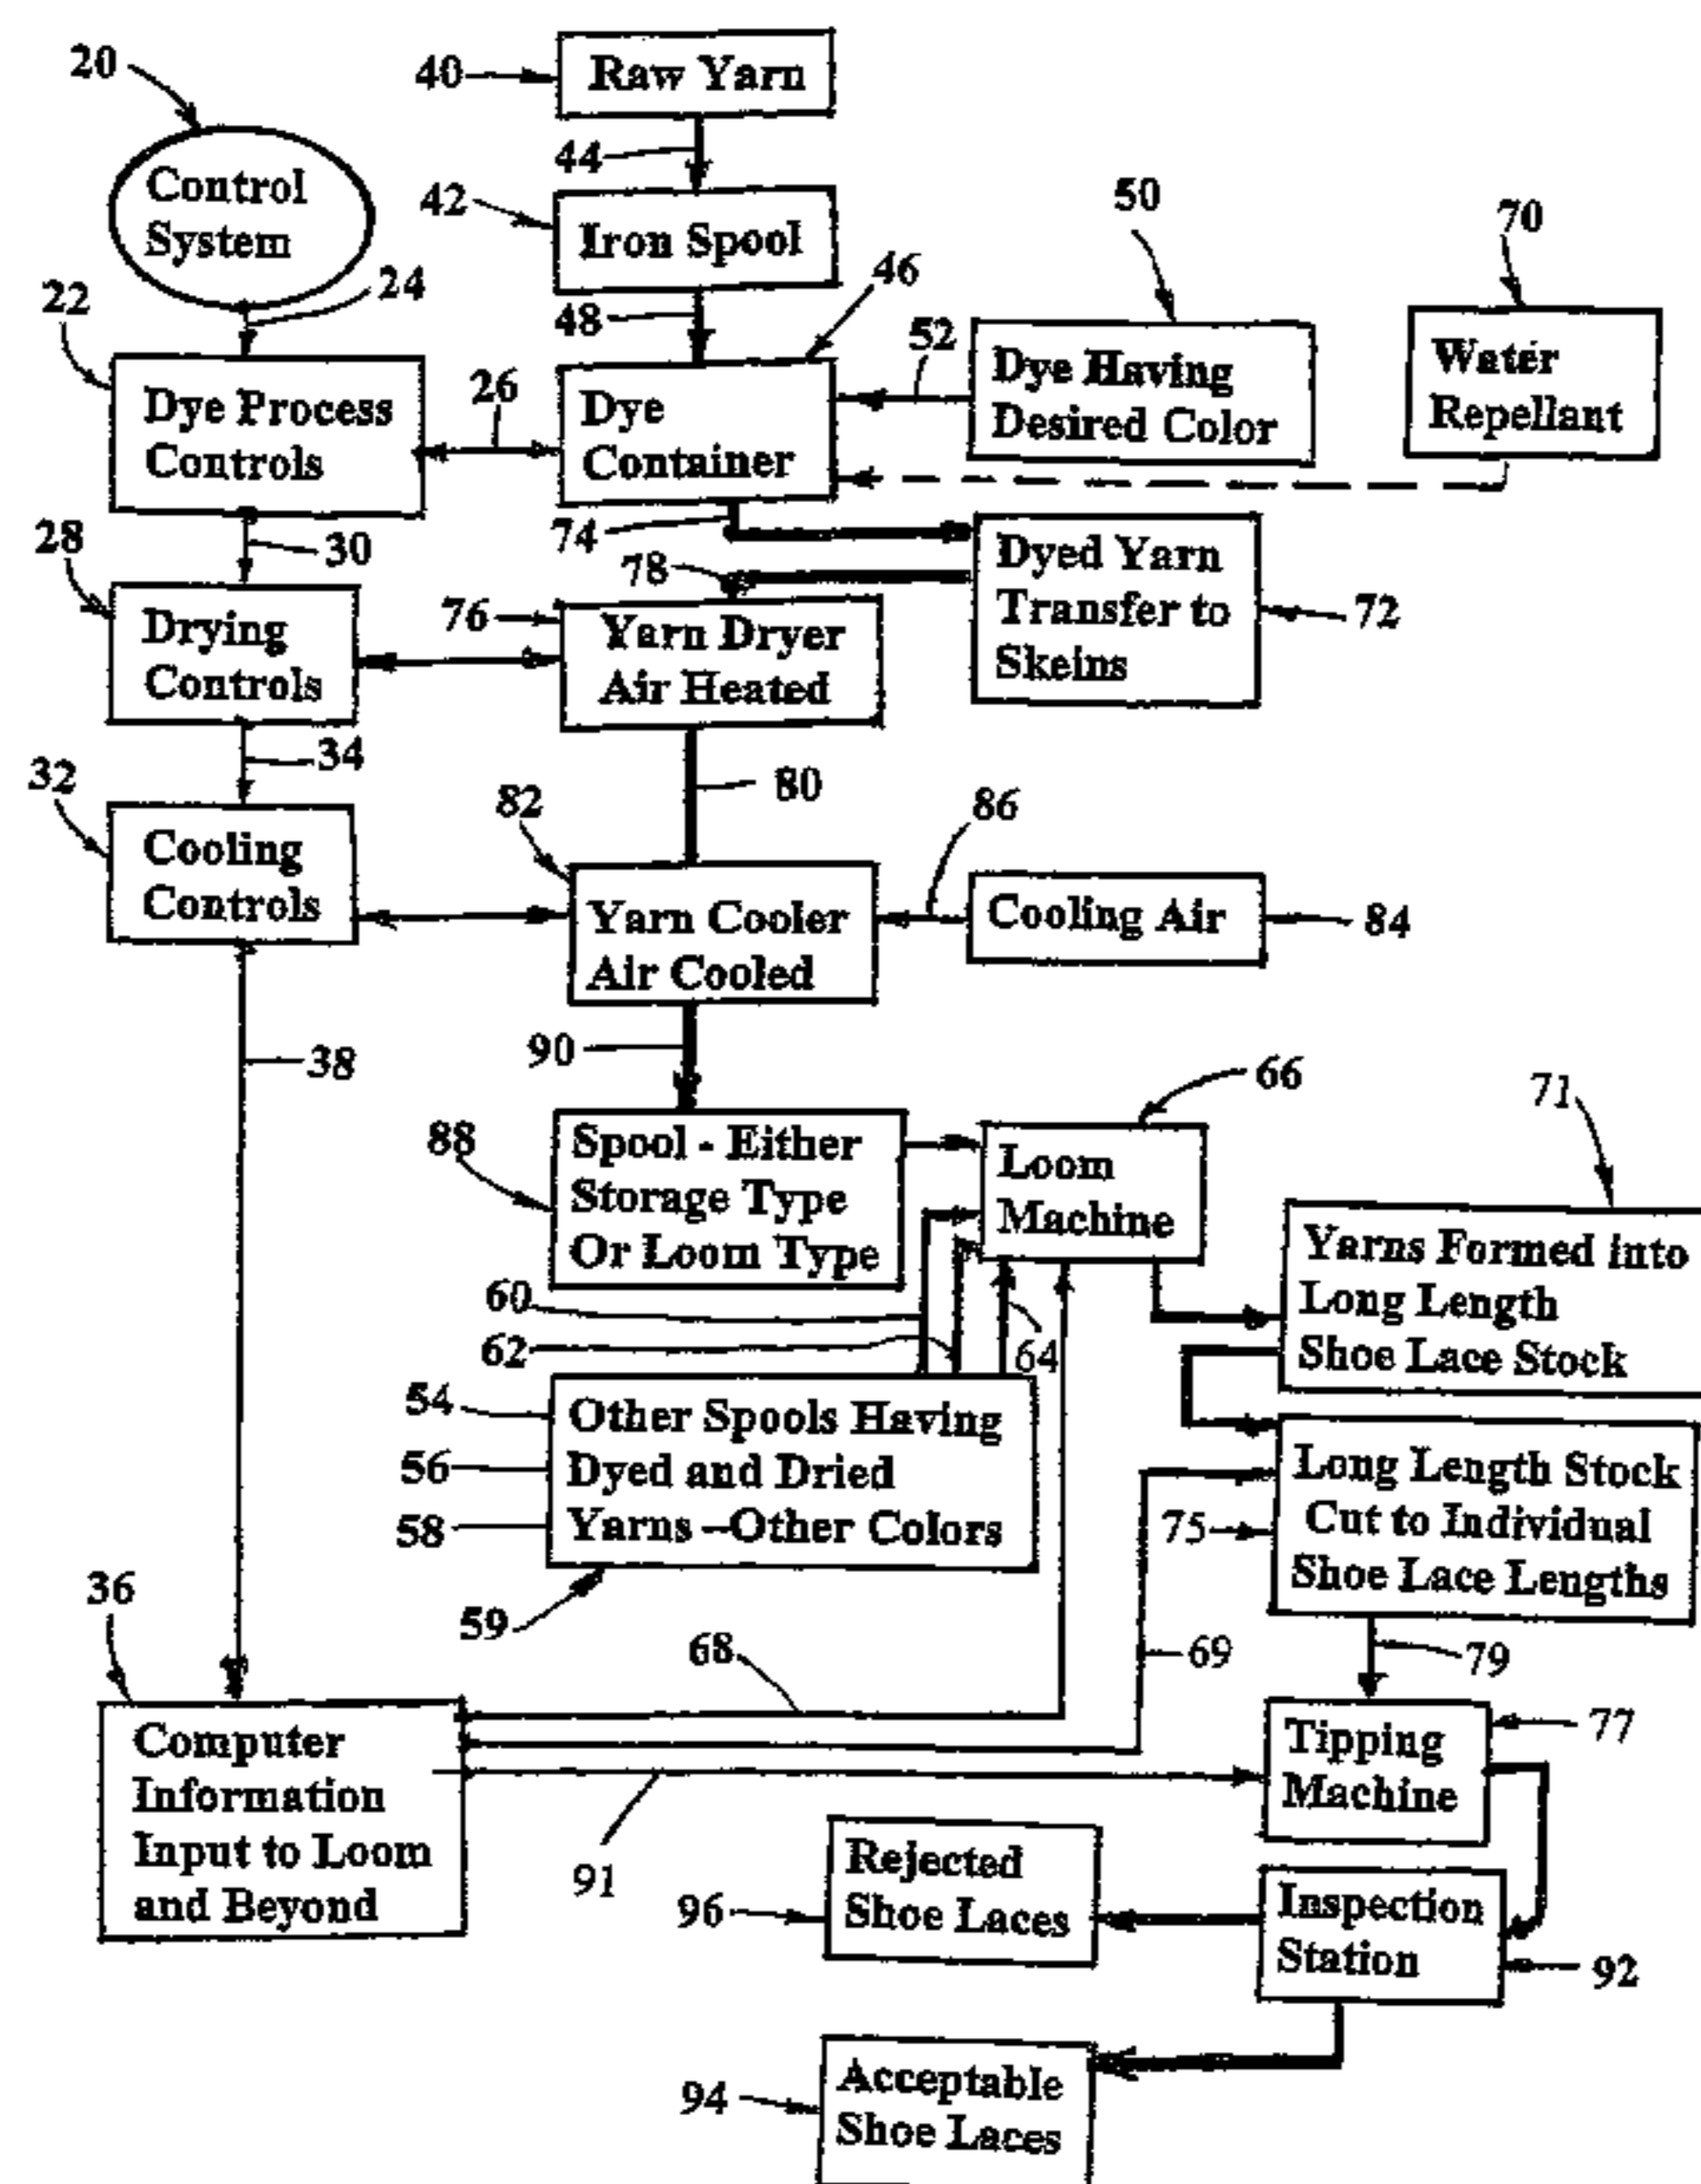 20
Control
System
40
Raw Yarn
44
42
Iron Spool
24
48
46
50
70
22
Dye Process
Controls
26
Dye
Container
52
Dye Having
Desired Color
Water
Repellant
28
30
74
78
Dyed Yarn
Transfer to
Skeins
72
Drying
Controls
76
Yarn Dryer
Air Heated
34
32
80
Cooling
Controls
82
Yarn Cooler
Air Cooled
86
Cooling Air
84
38
90
66
71
88
Spool - Either
Storage Type
Or Loom Type
Loom
Machine
Yarns Formed into
Long Length
Shoe Lace Stock
60
62
64
54
56
58
Other Spools Having
Dyed and Dried
Yarns –Other Colors
59
75
Long Length Stock
Cut to Individual
Shoe Lace Lengths
36
68
69
79
Computer
Information
Input to Loom
and Beyond
91
Tipping
Machine
77
96
Rejected
Shoe Laces
Inspection
Station
92
94
Acceptable
Shoe Laces